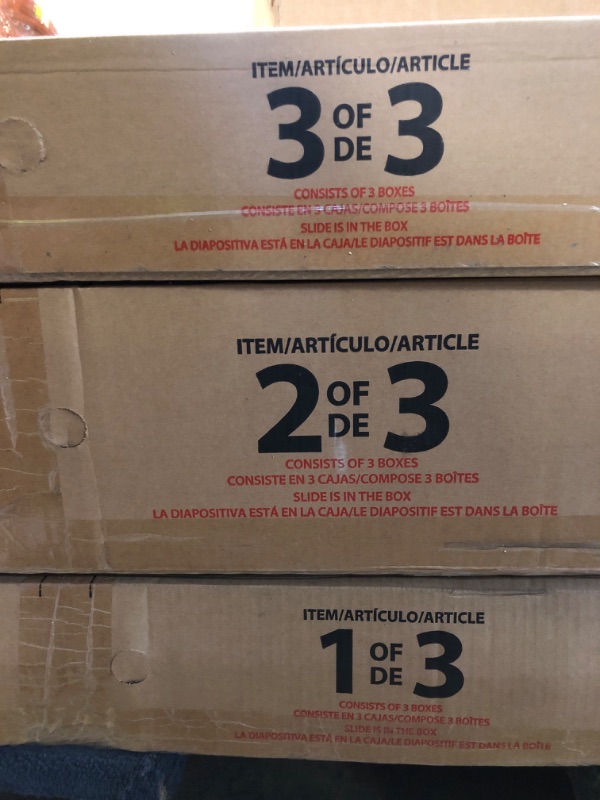 ITEM/ARTÍCULO/ARTICLE
3 OF DE 3
CONSISTS OF 3 BOXES
CONSISTE EN 3 CAJAS/COMPOSE 3 BOÎTES
SLIDE IS IN THE BOX
LA DIAPOSITIVA ESTÁ EN LA CAJA/LE DIAPOSITIF EST DANS LA BOÎTE
ITEM/ARTÍCULO/ARTICLE
2 OF DE 3
CONSISTS OF 3 BOXES
CONSISTE EN 3 CAJAS/COMPOSE 3 BOÎTES
SLIDE IS IN THE BOX
LA DIAPOSITIVA ESTÁ EN LA CAJA/LE DIAPOSITIF EST DANS LA BOÎTE
ITEM/ARTÍCULO/ARTICLE
1 OF DE 3
CONSISTS OF 3 BOXES
CONSISTE EN 3 CAJAS/COMPOSE 3 BOÎTES
SLIDE IS IN THE BOX
LA DIAPOSITIVA ESTÁ EN LA CAJA/LE DIAPOSITIF EST DANS LA BOÎTE